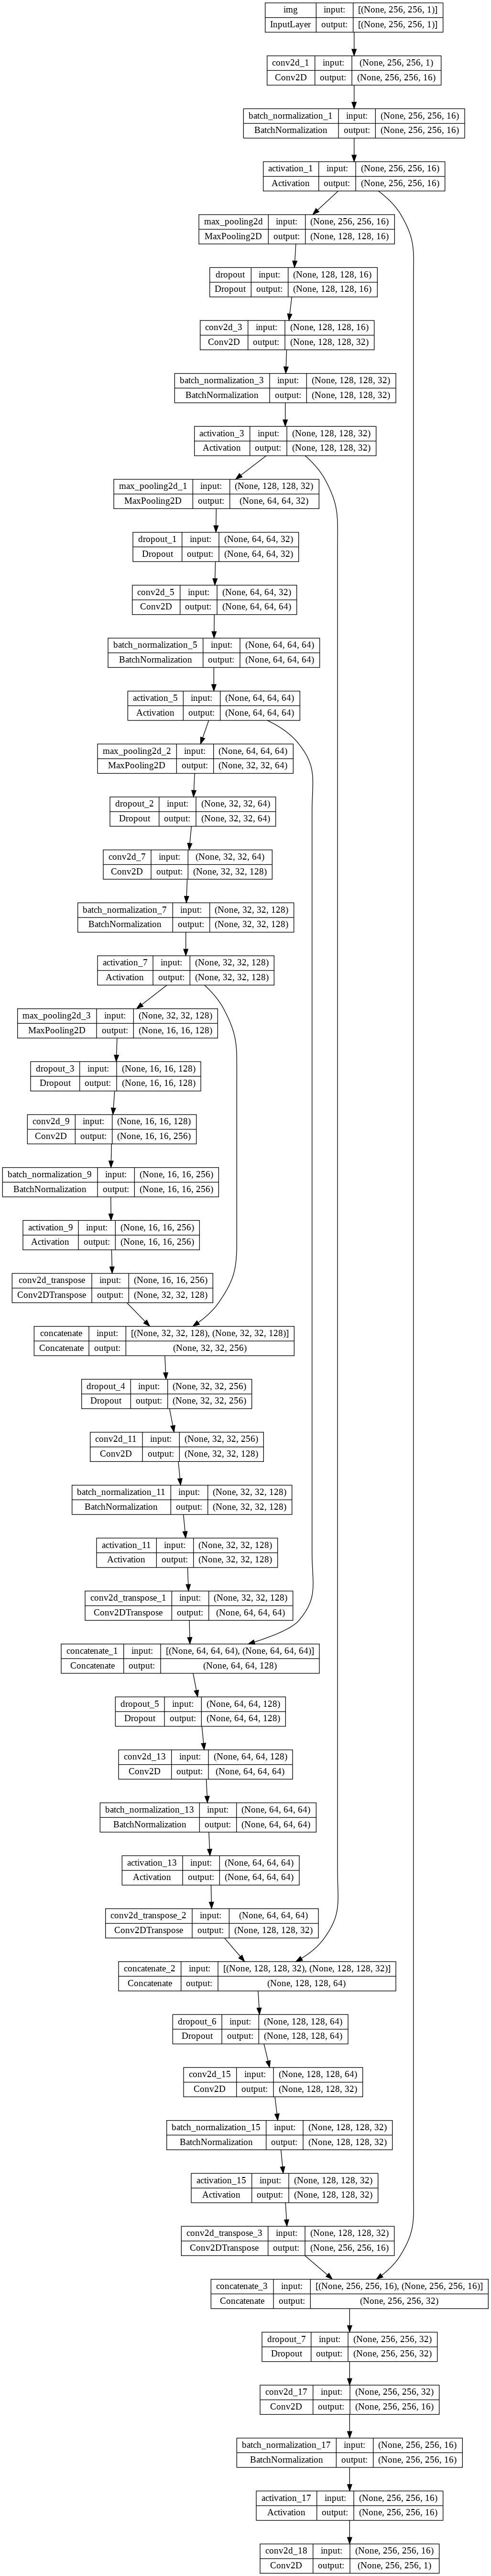 img input: [(None, 256, 256, 1)]
InputLayer output: [(None, 256, 256, 1)]
conv2d_1 input: (None, 256, 256, 1)
Conv2D output: (None, 256, 256, 16)
batch_normalization_1 input: (None, 256, 256, 16)
BatchNormalization output: (None, 256, 256, 16)
activation_1 input: (None, 256, 256, 16)
Activation output: (None, 256, 256, 16)
max_pooling2d input: (None, 256, 256, 16)
MaxPooling2D output: (None, 128, 128, 16)
dropout input: (None, 128, 128, 16)
Dropout output: (None, 128, 128, 16)
conv2d_3 input: (None, 128, 128, 16)
Conv2D output: (None, 128, 128, 32)
batch_normalization_3 input: (None, 128, 128, 32)
BatchNormalization output: (None, 128, 128, 32)
activation_3 input: (None, 128, 128, 32)
Activation output: (None, 128, 128, 32)
max_pooling2d_1 input: (None, 128, 128, 32)
MaxPooling2D output: (None, 64, 64, 32)
dropout_1 input: (None, 64, 64, 32)
Dropout output: (None, 64, 64, 32)
conv2d_5 input: (None, 64, 64, 32)
Conv2D output: (None, 64, 64, 64)
batch_normalization_5 input: (None, 64, 64, 64)
BatchNormalization output: (None, 64, 64, 64)
activation_5 input: (None, 64, 64, 64)
Activation output: (None, 64, 64, 64)
max_pooling2d_2 input: (None, 64, 64, 64)
MaxPooling2D output: (None, 32, 32, 64)
dropout_2 input: (None, 32, 32, 64)
Dropout output: (None, 32, 32, 64)
conv2d_7 input: (None, 32, 32, 64)
Conv2D output: (None, 32, 32, 128)
batch_normalization_7 input: (None, 32, 32, 128)
BatchNormalization output: (None, 32, 32, 128)
activation_7 input: (None, 32, 32, 128)
Activation output: (None, 32, 32, 128)
max_pooling2d_3 input: (None, 32, 32, 128)
MaxPooling2D output: (None, 16, 16, 128)
dropout_3 input: (None, 16, 16, 128)
Dropout output: (None, 16, 16, 128)
conv2d_9 input: (None, 16, 16, 128)
Conv2D output: (None, 16, 16, 256)
batch_normalization_9 input: (None, 16, 16, 256)
BatchNormalization output: (None, 16, 16, 256)
activation_9 input: (None, 16, 16, 256)
Activation output: (None, 16, 16, 256)
conv2d_transpose input: (None, 16, 16, 256)
Conv2DTranspose output: (None, 32, 32, 128)
concatenate input: [(None, 32, 32, 128), (None, 32, 32, 128)]
Concatenate output: (None, 32, 32, 256)
dropout_4 input: (None, 32, 32, 256)
Dropout output: (None, 32, 32, 256)
conv2d_11 input: (None, 32, 32, 256)
Conv2D output: (None, 32, 32, 128)
batch_normalization_11 input: (None, 32, 32, 128)
BatchNormalization output: (None, 32, 32, 128)
activation_11 input: (None, 32, 32, 128)
Activation output: (None, 32, 32, 128)
conv2d_transpose_1 input: (None, 32, 32, 128)
Conv2DTranspose output: (None, 64, 64, 64)
concatenate_1 input: [(None, 64, 64, 64), (None, 64, 64, 64)]
Concatenate output: (None, 64, 64, 128)
dropout_5 input: (None, 64, 64, 128)
Dropout output: (None, 64, 64, 128)
conv2d_13 input: (None, 64, 64, 128)
Conv2D output: (None, 64, 64, 64)
batch_normalization_13 input: (None, 64, 64, 64)
BatchNormalization output: (None, 64, 64, 64)
activation_13 input: (None, 64, 64, 64)
Activation output: (None, 64, 64, 64)
conv2d_transpose_2 input: (None, 64, 64, 64)
Conv2DTranspose output: (None, 128, 128, 32)
concatenate_2 input: [(None, 128, 128, 32), (None, 128, 128, 32)]
Concatenate output: (None, 128, 128, 64)
dropout_6 input: (None, 128, 128, 64)
Dropout output: (None, 128, 128, 64)
conv2d_15 input: (None, 128, 128, 64)
Conv2D output: (None, 128, 128, 32)
batch_normalization_15 input: (None, 128, 128, 32)
BatchNormalization output: (None, 128, 128, 32)
activation_15 input: (None, 128, 128, 32)
Activation output: (None, 128, 128, 32)
conv2d_transpose_3 input: (None, 128, 128, 32)
Conv2DTranspose output: (None, 256, 256, 16)
concatenate_3 input: [(None, 256, 256, 16), (None, 256, 256, 16)]
Concatenate output: (None, 256, 256, 32)
dropout_7 input: (None, 256, 256, 32)
Dropout output: (None, 256, 256, 32)
conv2d_17 input: (None, 256, 256, 32)
Conv2D output: (None, 256, 256, 16)
batch_normalization_17 input: (None, 256, 256, 16)
BatchNormalization output: (None, 256, 256, 16)
activation_17 input: (None, 256, 256, 16)
Activation output: (None, 256, 256, 16)
conv2d_18 input: (None, 256, 256, 16)
Conv2D output: (None, 256, 256, 1)